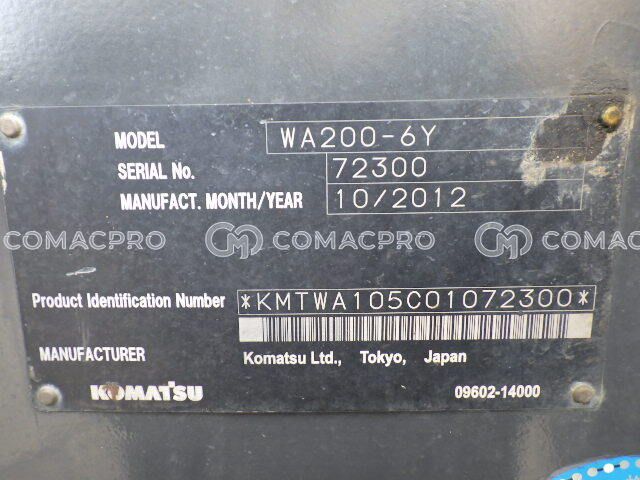 MODEL WA200-6Y
SERIAL No. 72300
MANUFACT. MONTH/YEAR 10/2012
COMACPRO COMACPRO COMACPRO
Product Identification Number *KMTWA105C01072300*
MANUFACTURER Komatsu Ltd., Tokyo, Japan
KOMATSU 09602-14000